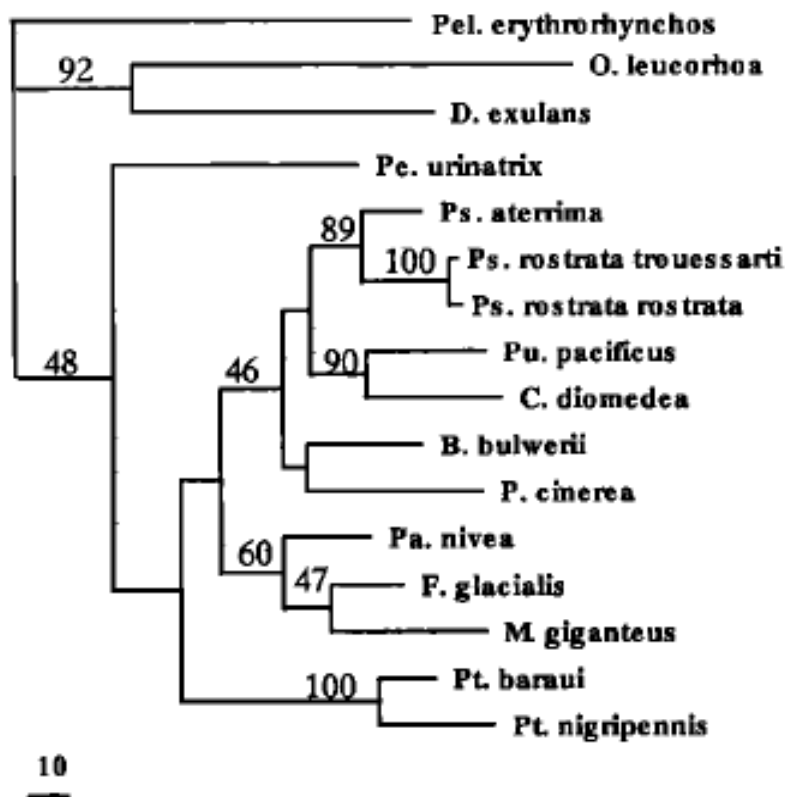 Pel. erythrorhynchos
92
O. leucorhoa
D. exulans
Pe. urinatrix
Ps. aterrima
89
100
Ps. rostrata trouessarti
Ps. rostrata rostrata
90
Pu. pacificus
48
46
C. diomedea
B. bulwerii
P. cinerea
Pa. nivea
60
47
F. glacialis
M giganteus
Pt. baraui
100
Pt. nigripennis
10